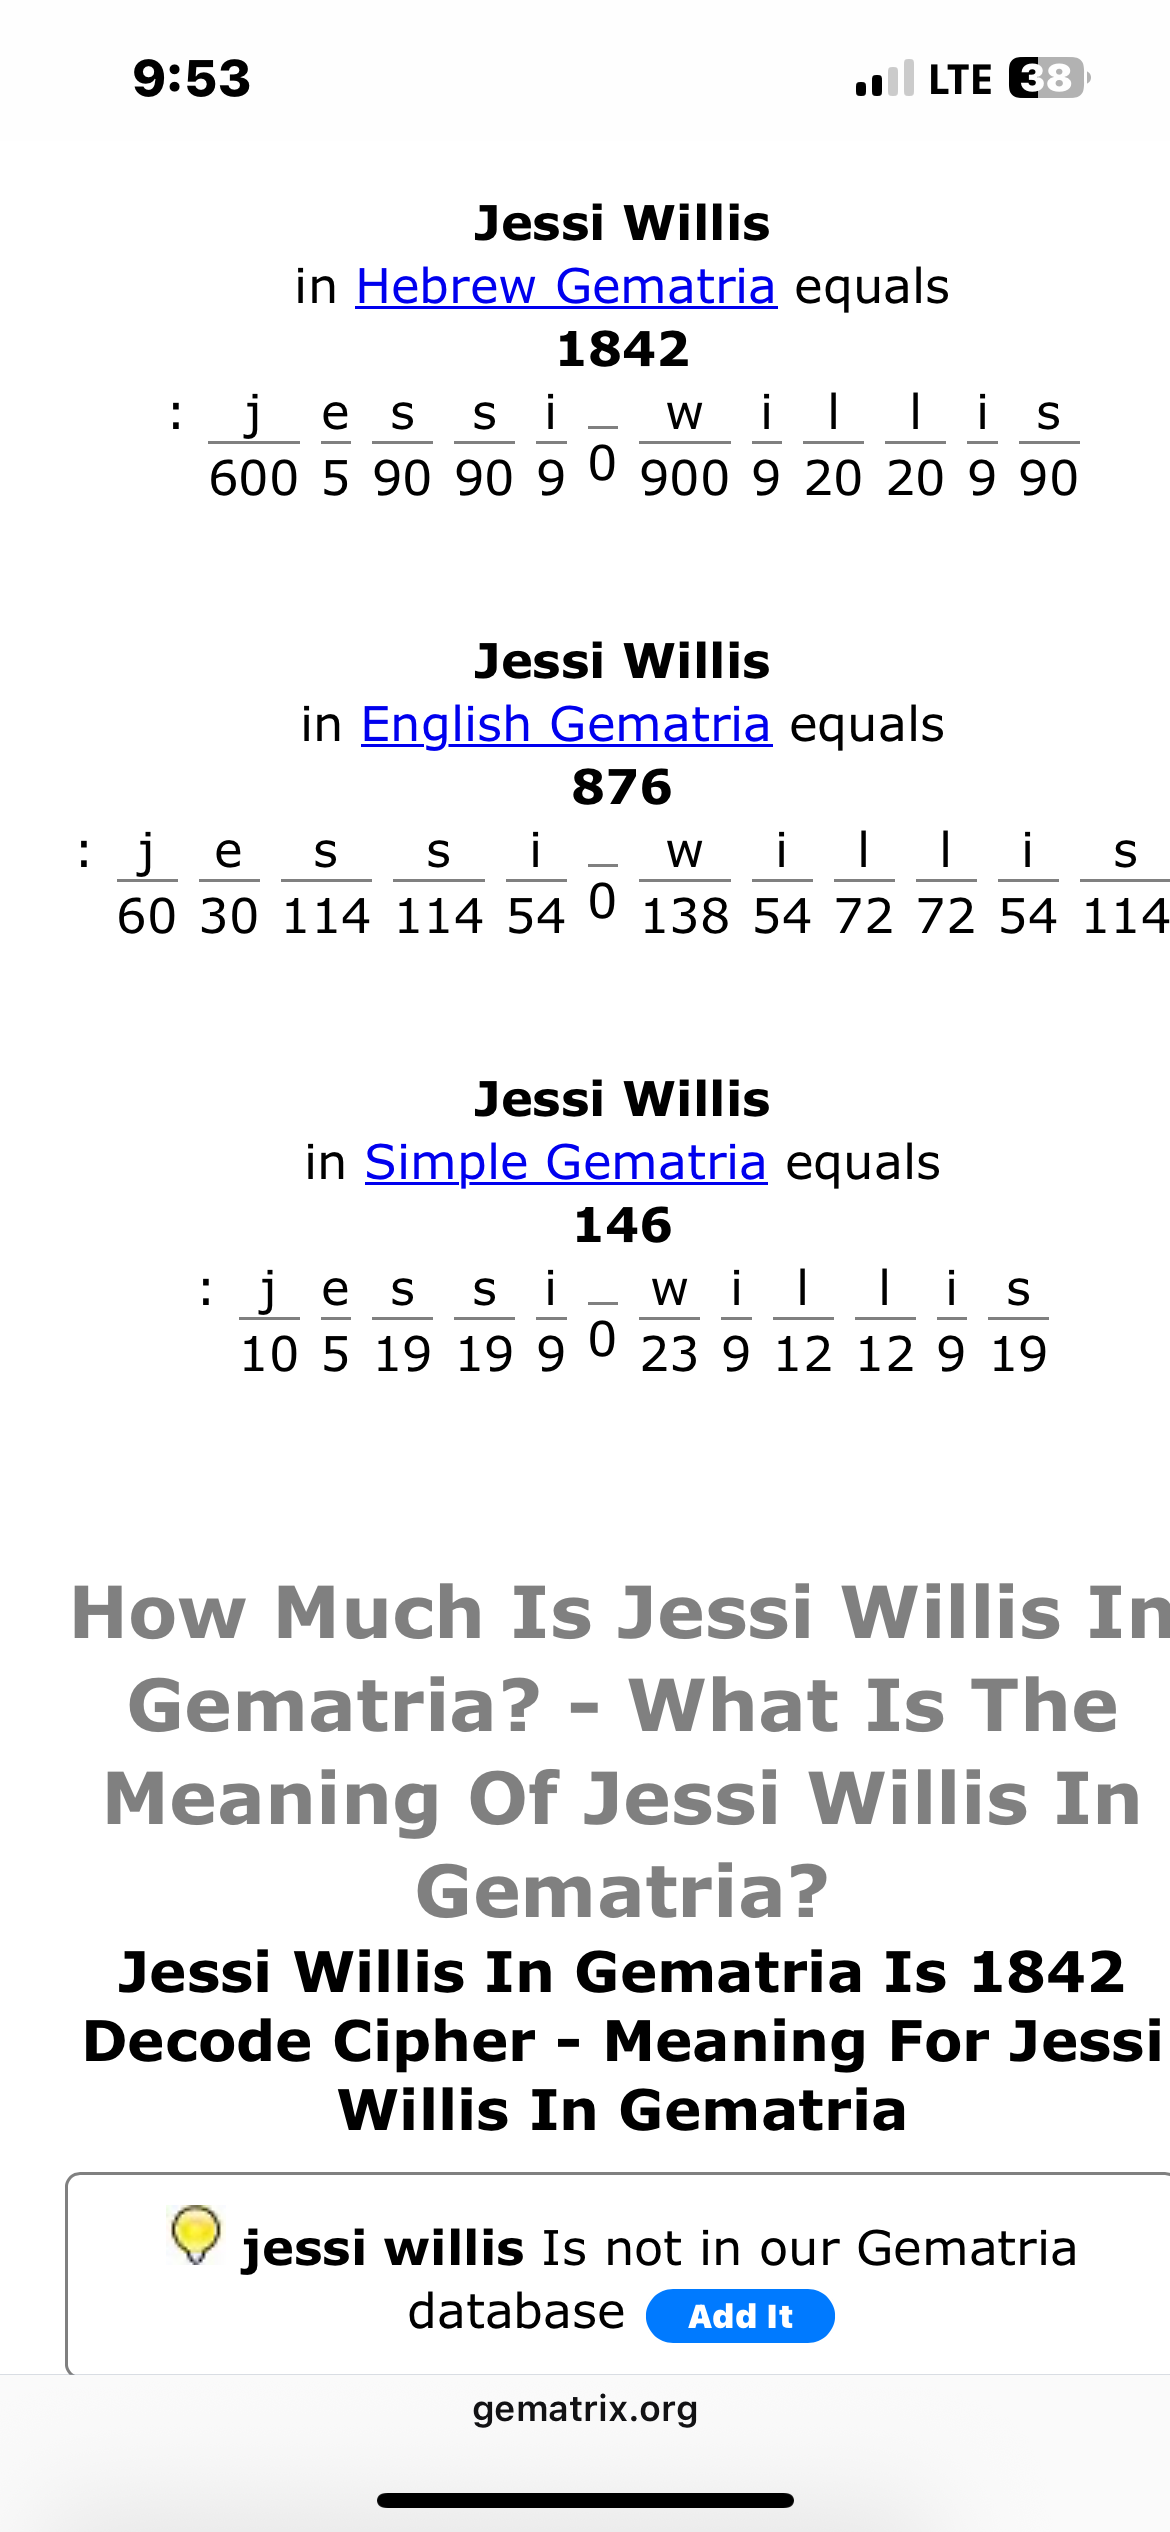 9:53 LTE 38
Jessi Willis
in Hebrew Gematria equals
1842
: j e s s i _ w i l l i s
600 5 90 90 9 0 900 9 20 20 9 90
Jessi Willis
in English Gematria equals
876
: j e s s i _ w i l l i s
60 30 114 114 54 0 138 54 72 72 54 114
Jessi Willis
in Simple Gematria equals
146
: j e s s i _ w i l l i s
10 5 19 19 9 0 23 9 12 12 9 19
How Much Is Jessi Willis In
Gematria? - What Is The
Meaning Of Jessi Willis In
Gematria?
Jessi Willis In Gematria Is 1842
Decode Cipher - Meaning For Jessi
Willis In Gematria
jessi willis Is not in our Gematria
database Add It
gematrix.org